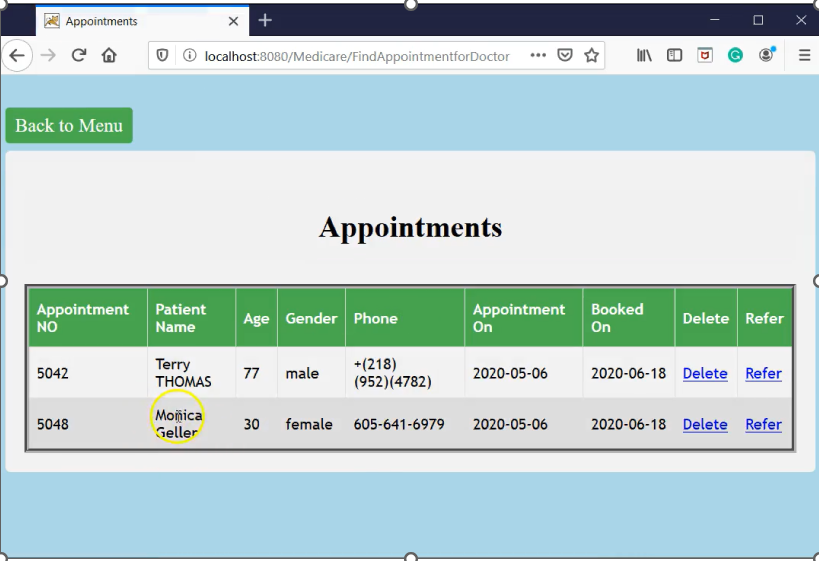 Appointments
localhost:8080/Medicare/FindAppointmentforDoctor
Back to Menu
Appointments
Appointment NO Patient Name Age Gender Phone Appointment On Booked On Delete Refer
5042 Terry THOMAS 77 male +(218) (952)(4782) 2020-05-06 2020-06-18 Delete Refer
5048 Monica Geller 30 female 605-641-6979 2020-05-06 2020-06-18 Delete Refer